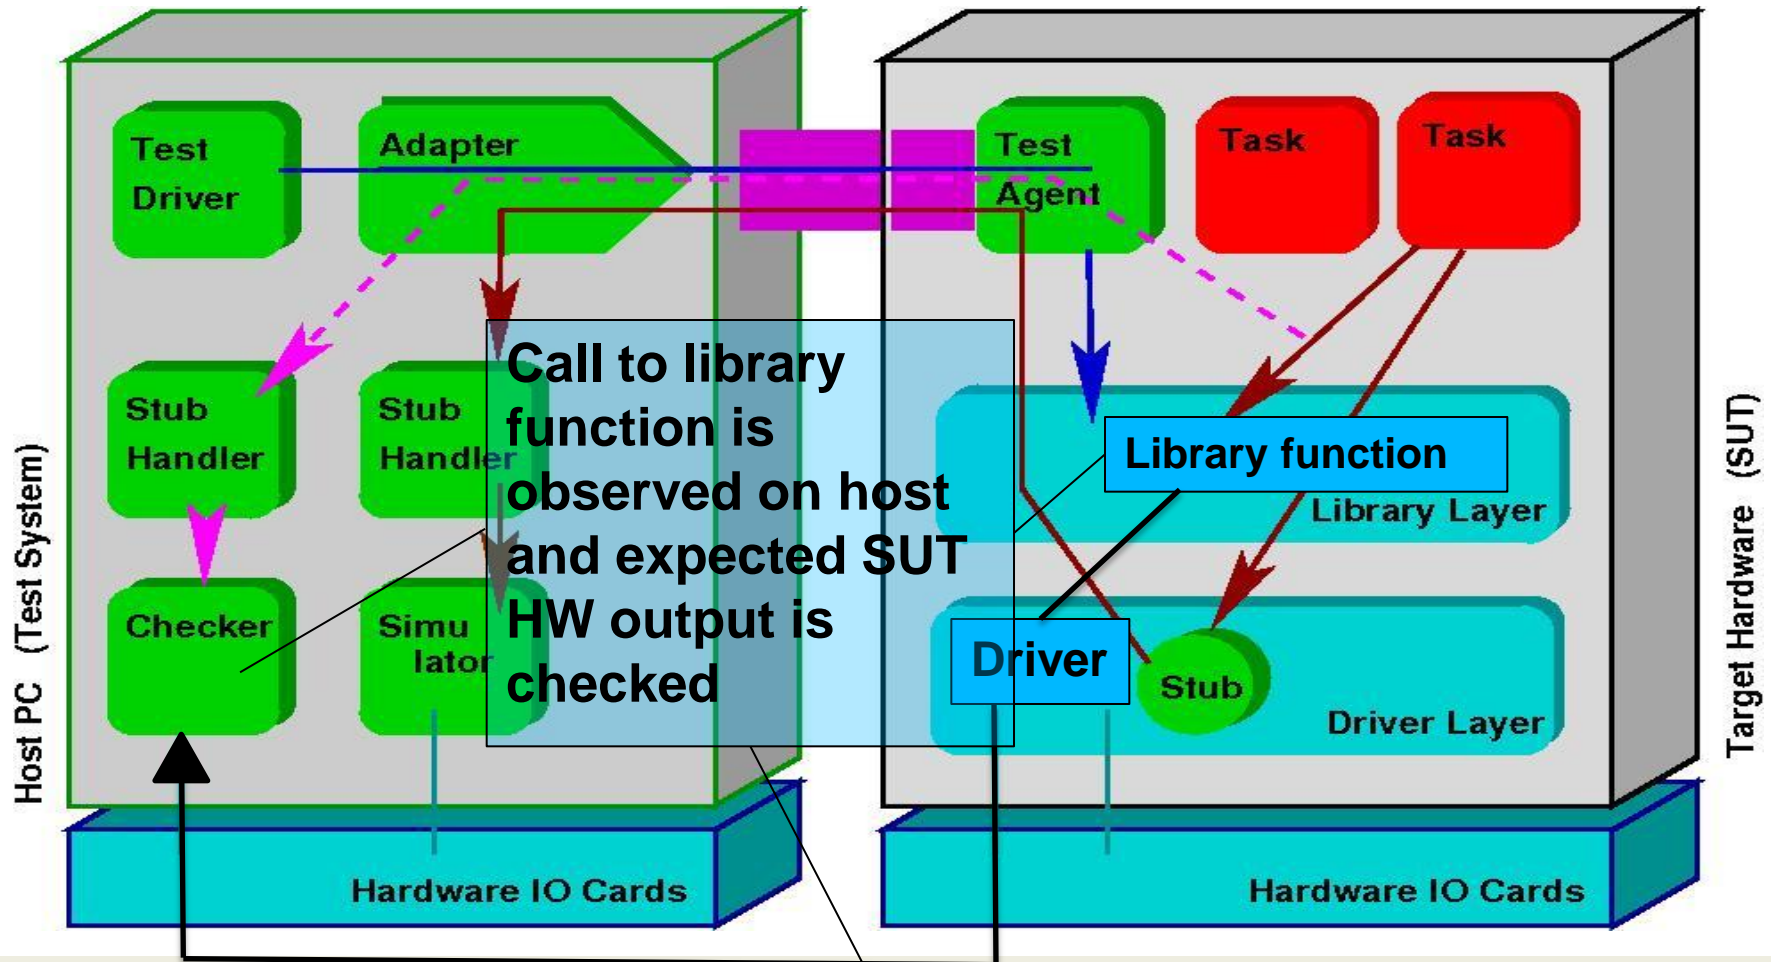 Host PC (Test System)
Test
Driver
Adapter
Stub
Handler
Stub
Handler
Checker
Simu
lator
Hardware IO Cards
Call to library
function is
observed on host
and expected SUT
HW output is
checked
Test
Agent
Task
Task
Library function
Library Layer
Driver
Stub
Driver Layer
Hardware IO Cards
Target Hardware (SUT)